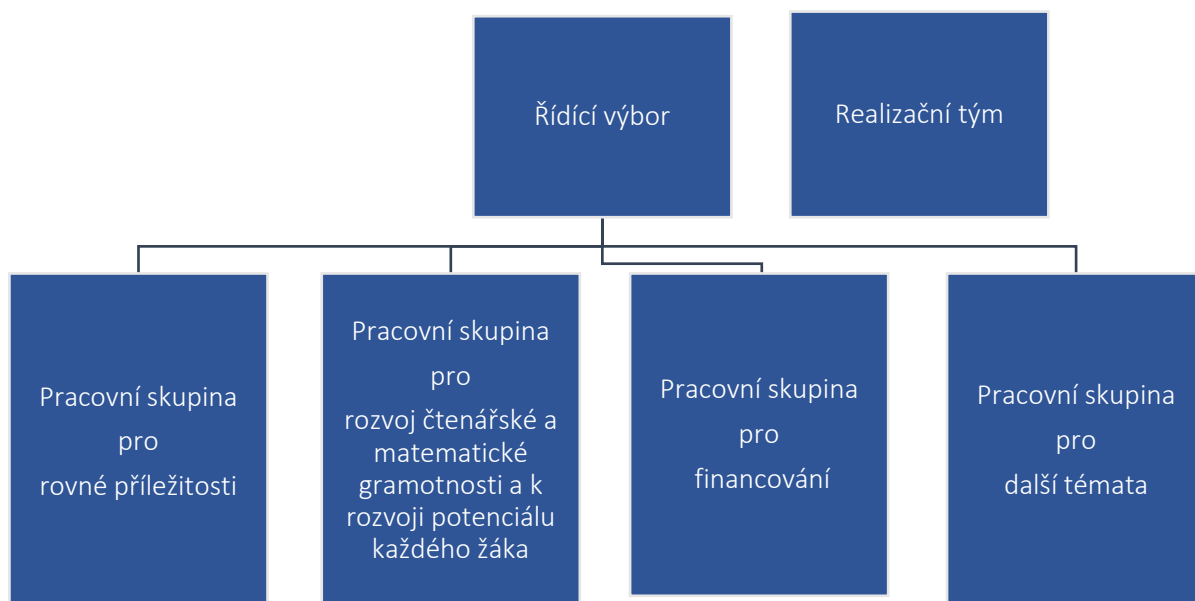 Řídící výbor
Realizační tým
Pracovní skupina
pro
rovné příležitosti
Pracovní skupina
pro
rozvoj čtenářské a
matematické
gramotnosti a k
rozvoji potenciálu
každého žáka
Pracovní skupina
pro
financování
Pracovní skupina
pro
další témata